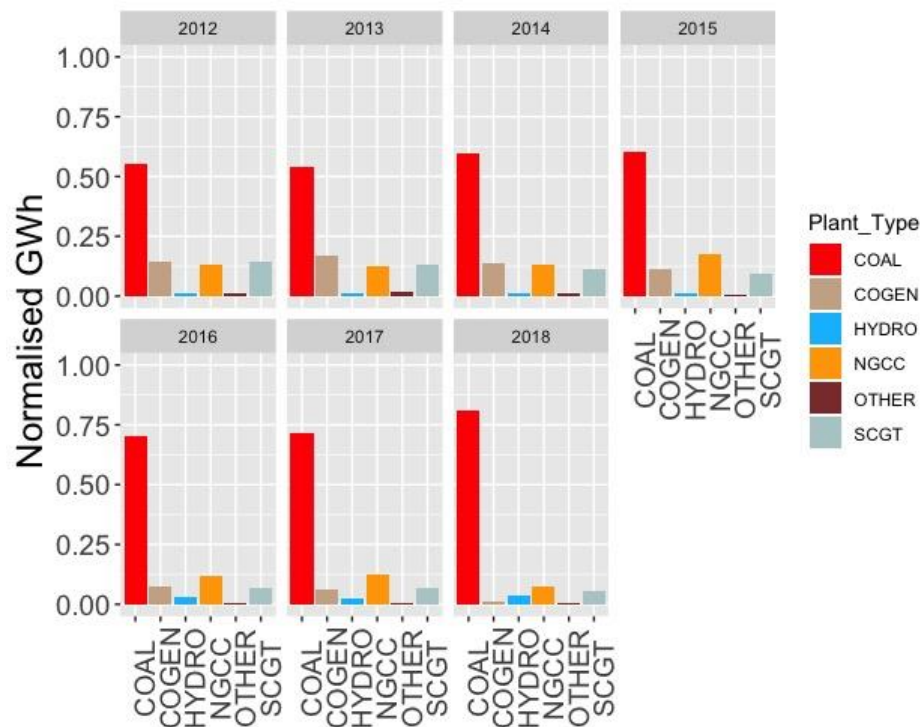 2012 2013 2014 2015
1.00
0.75
0.50
0.25
0.00
COAL COGEN HYDRO NGCC OTHER SCGT
2016 2017 2018
1.00
0.75
0.50
0.25
0.00
COAL COGEN HYDRO NGCC OTHER SCGT COAL COGEN HYDRO NGCC OTHER SCGT COAL COGEN HYDRO NGCC OTHER SCGT
Normalised GWh
Plant_Type
COAL
COGEN
HYDRO
NGCC
OTHER
SCGT